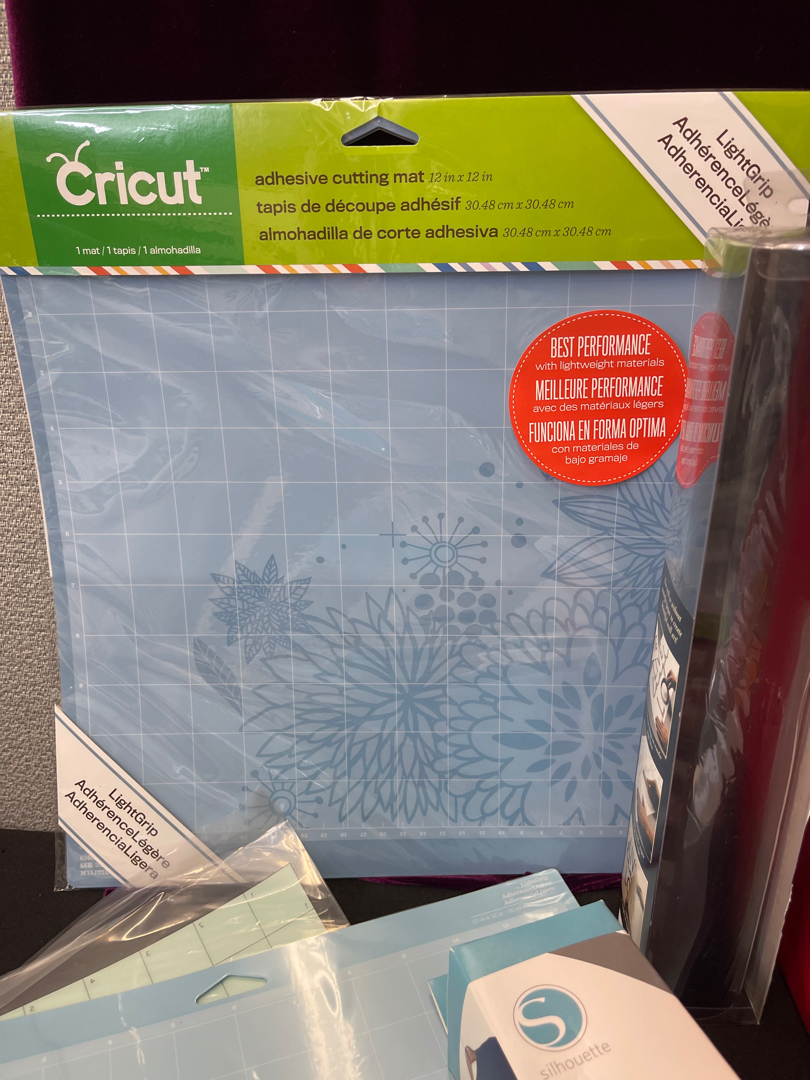 Cricut™
1 mat / 1 tapis / 1 almohadilla
adhesive cutting mat 12 in x 12 in
tapis de découpe adhésif 30.48 cm x 30.48 cm
almohadilla de corte adhesiva 30.48 cm x 30.48 cm
LightGrip
AdhérenceLégè
AdherenciaLi
BEST PERFORMANCE
with lightweight materials
MEILLEURE PERFORMANCE
avec des matériaux légers
FUNCIONA EN FORMA OPTIMA
con materiales de
bajo gramaje
LightGrip
AdhérenceLégère
AdherenciaLigera
S
silhouette